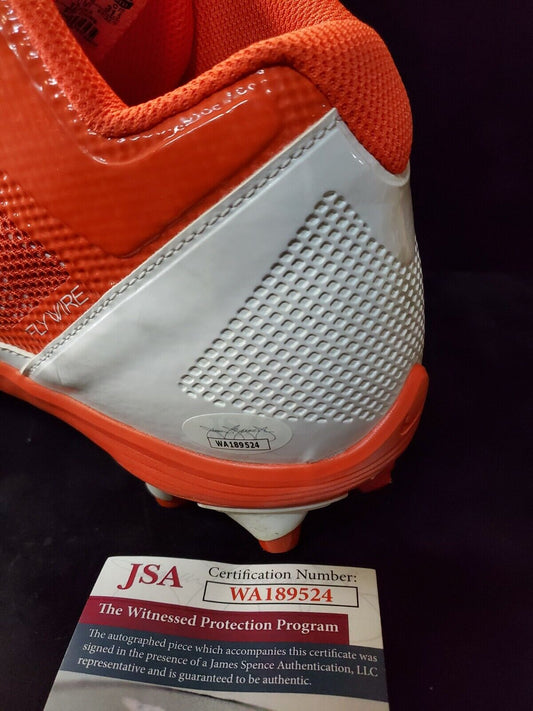 FLYWIRE
WA189524
JSA
Certification Number:
WA189524
The Witnessed Protection Program
The autographed piece which accompanies this certificate was
signed in the presence of a James Spence Authentication, LLC
representative and is guaranteed to be authentic.